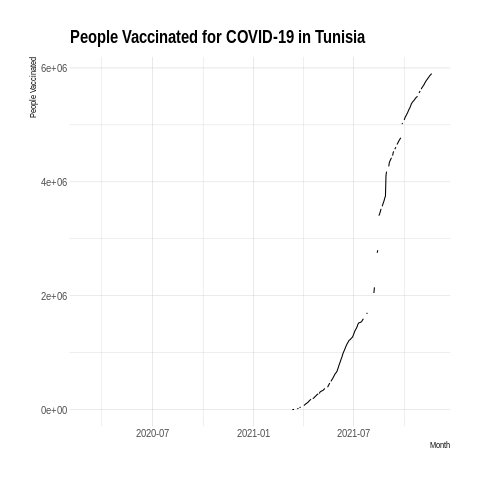 People Vaccinated for COVID-19 in Tunisia
People Vaccinated
6e+06
4e+06
2e+06
0e+00
2020-07 2021-01 2021-07
Month